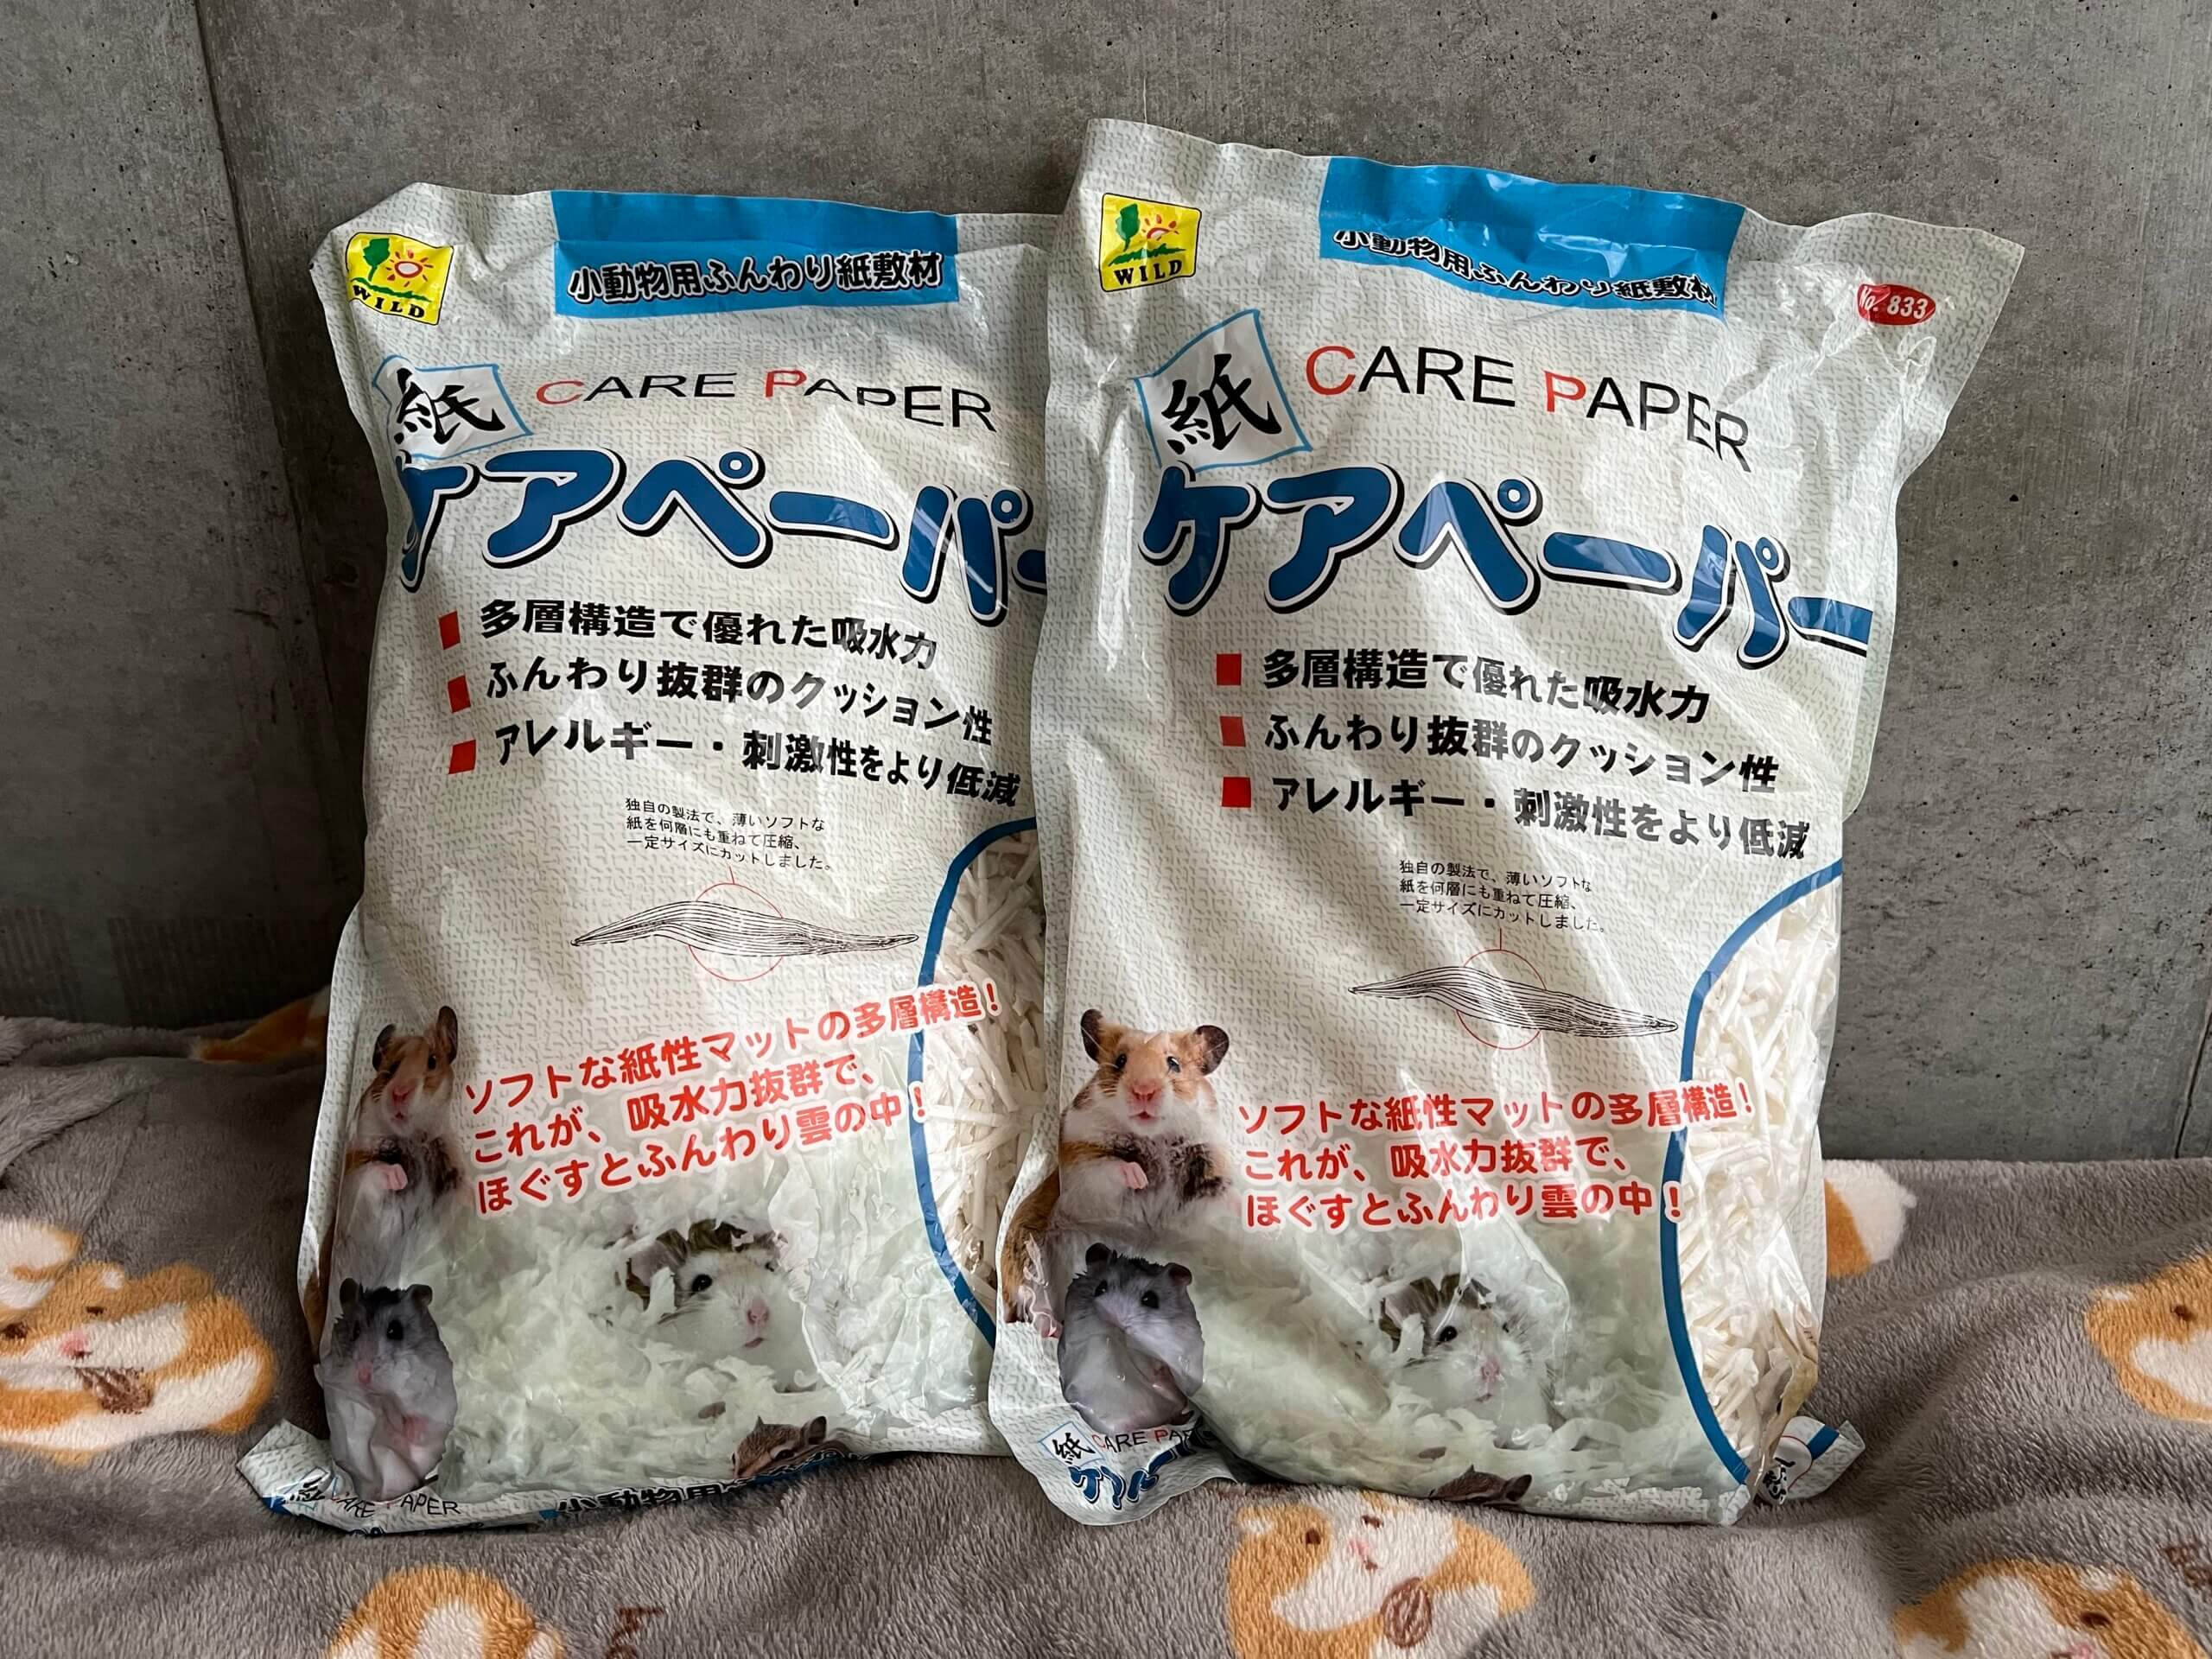 WILD
小動物用ふんわり紙敷材
紙
CARE PAPER
ケアペーパー
多層構造で優れた吸水力
ふんわり抜群のクッション性
アレルギー・刺激性をより低減
独自の製法で、薄いソフトな
紙を何層にも重ねて圧縮、
一定サイズにカットしました。
ソフトな紙性マットの多層構造！
これが、吸水力抜群で、
ほぐすとふんわり雲の中！
紙 CARE PAPER
小動物用
WILD
小動物用ふんわり紙敷材
No. 833
紙
CARE PAPER
ケアペーパー
多層構造で優れた吸水力
ふんわり抜群のクッション性
アレルギー・刺激性をより低減
独自の製法で、薄いソフトな
紙を何層にも重ねて圧縮、
一定サイズにカットしました。
ソフトな紙性マットの多層構造！
これが、吸水力抜群で、
ほぐすとふんわり雲の中！
紙 CARE PAP
ケアペー